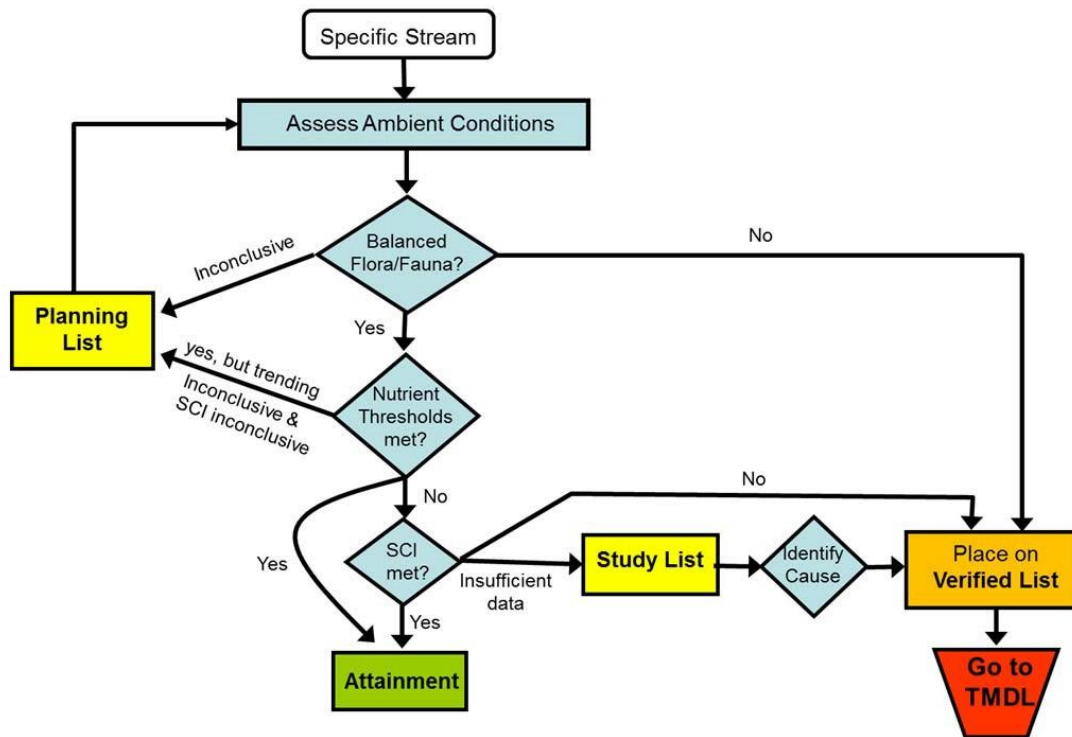 Specific Stream
Assess Ambient Conditions
Balanced
Flora/Fauna?
No
Inconclusive
Yes
Planning
List
yes, but trending
Inconclusive &
SCI inconclusive
Nutrient
Thresholds
met?
No
Yes
No
SCI
met?
Insufficient
data
Study List
Identify
Cause
Place on
Verified List
Yes
Attainment
Go to
TMDL